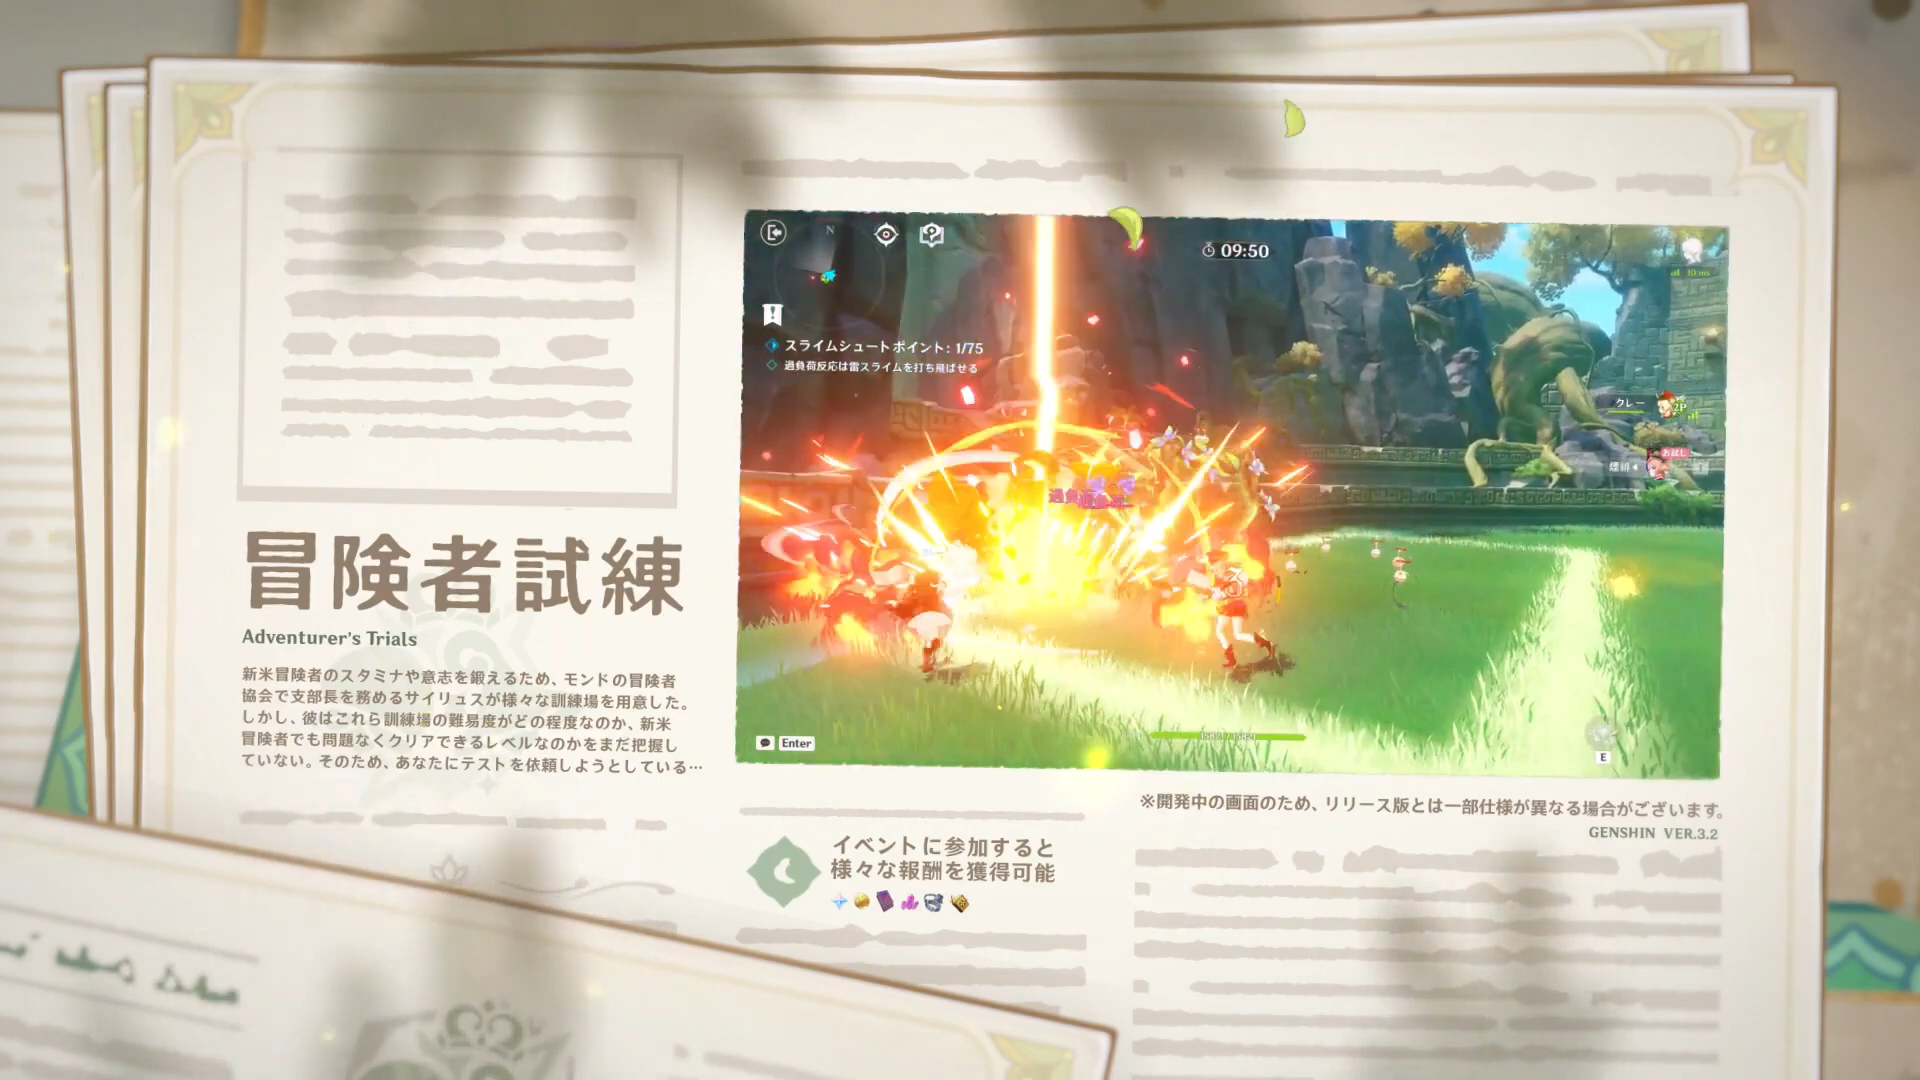 冒険者試練
Adventurer's Trials
新米冒険者のスタミナや意志を鍛えるため、モンドの冒険者
協会で支部長を務めるサイリュスが様々な訓練場を用意した。
しかし、彼はこれら訓練場の難易度がどの程度なのか、新米
冒険者でも問題なくクリアできるレベルなのかをまだ把握し
ていない。そのため、あなたにテストを依頼しようとしている…
N
09:50
10 ms
スライムシュートポイント: 1/75
過負荷反応は雷スライムを打ち飛ばせる
クレー
2P
お試し
煙緋
Enter
E
※開発中の画面のため、リリース版とは一部仕様が異なる場合がございます。
GENSHIN VER.3.2
イベントに参加すると
様々な報酬を獲得可能